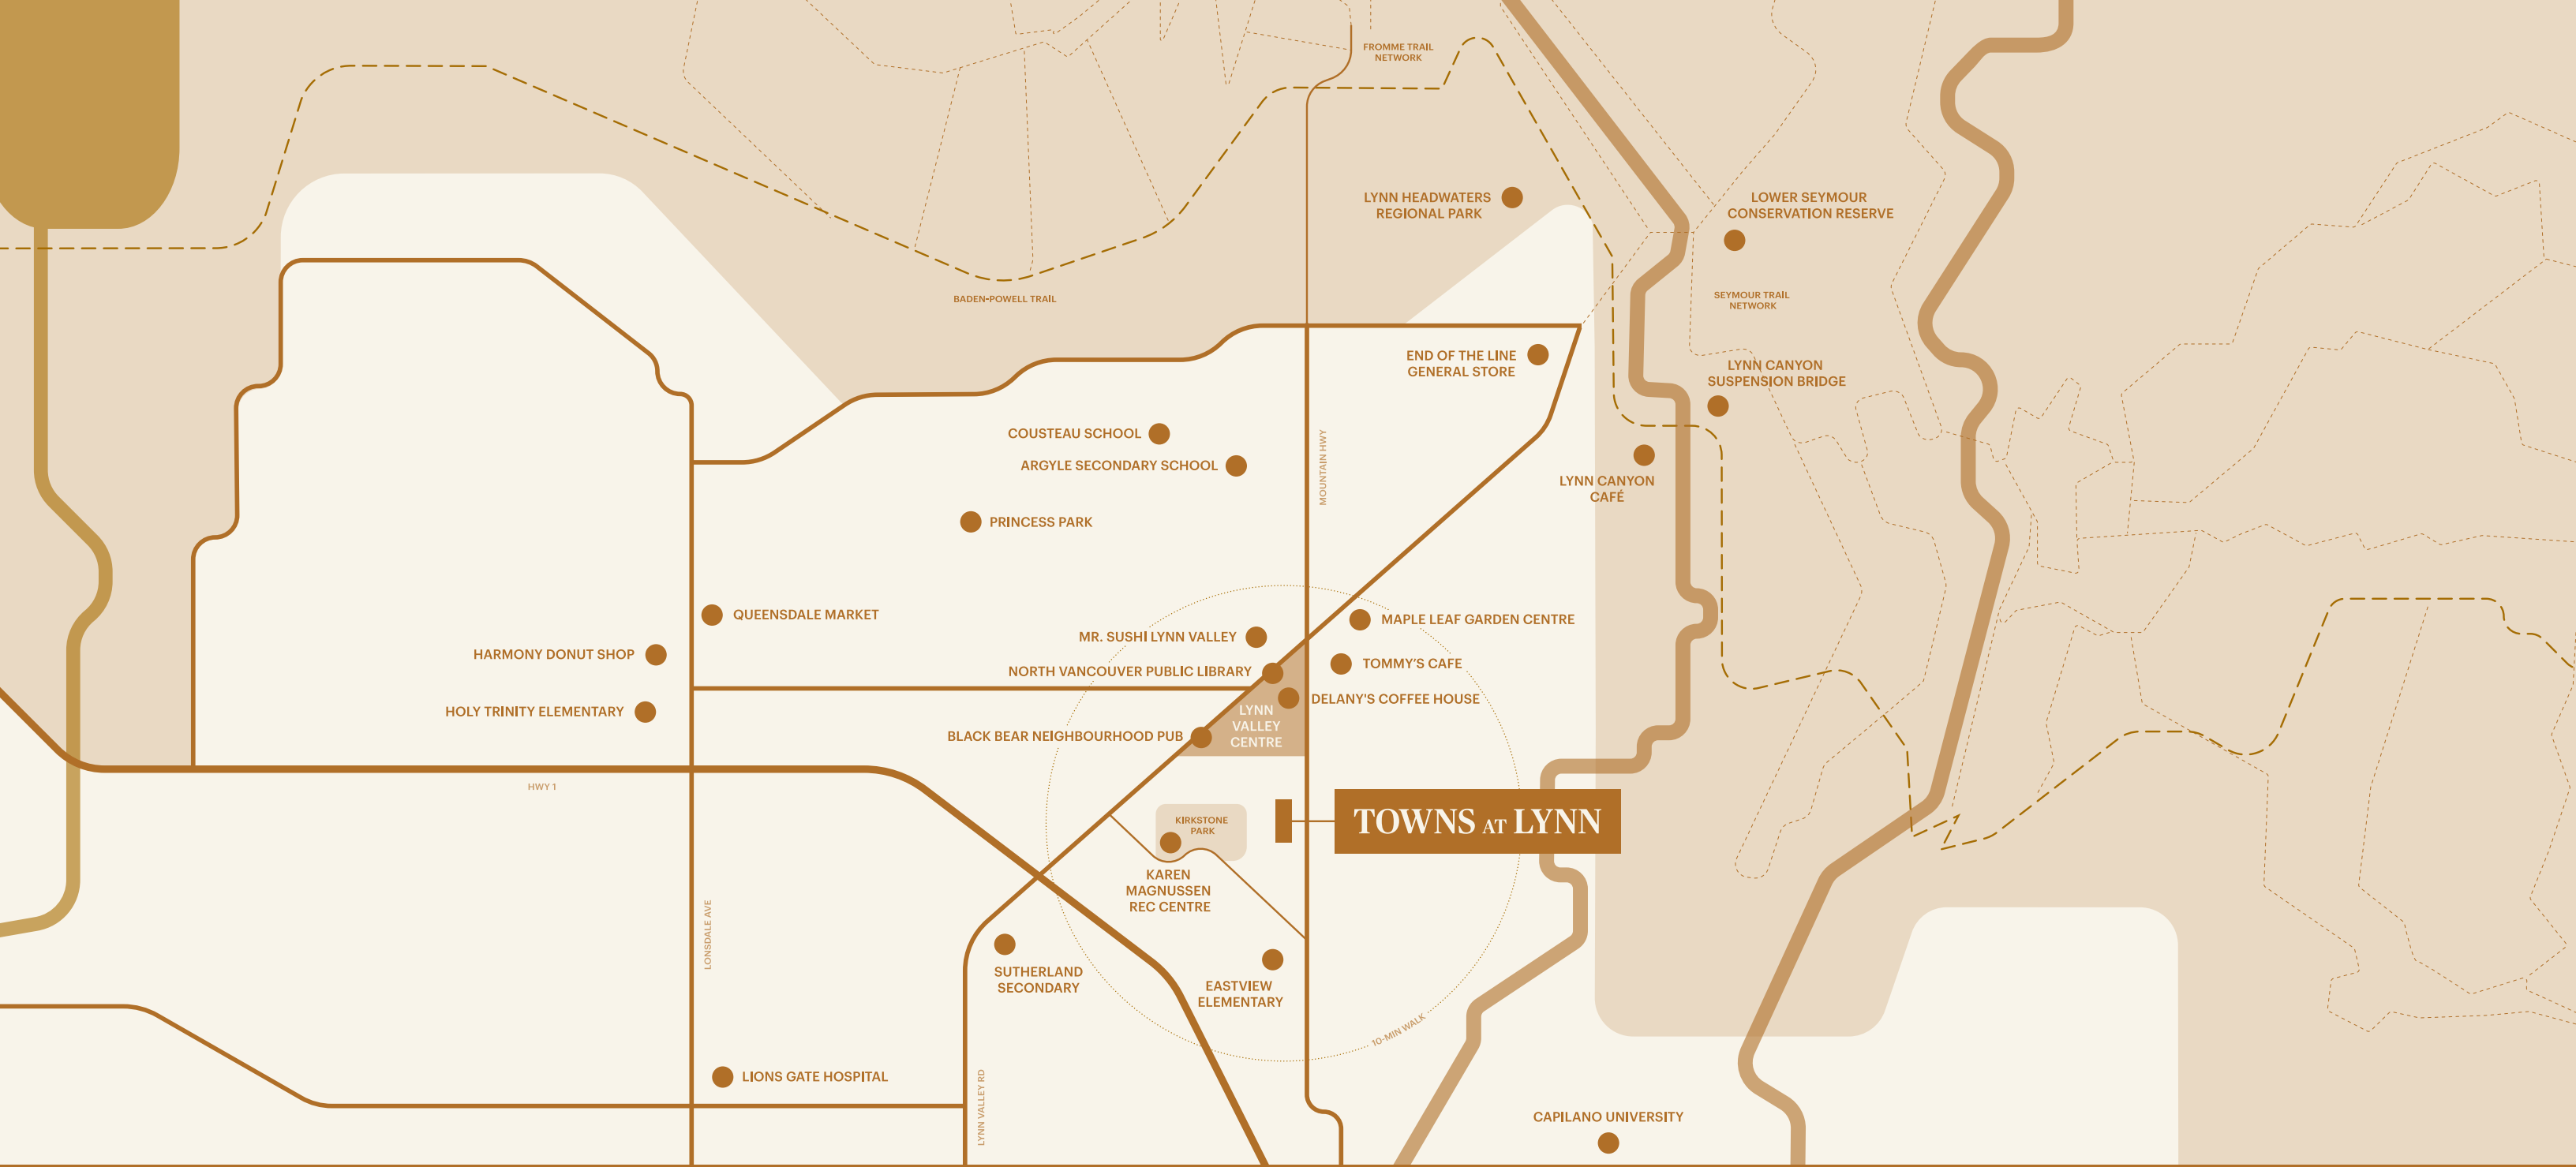 FROMME TRAIL
NETWORK
LYNN HEADWATERS
REGIONAL PARK
LOWER SEYMOUR
CONSERVATION RESERVE
BADEN-POWELL TRAIL
SEYMOUR TRAIL
NETWORK
END OF THE LINE
GENERAL STORE
LYNN CANYON
SUSPENSION BRIDGE
COUSTEAU SCHOOL
ARGYLE SECONDARY SCHOOL
MOUNTAIN HWY
LYNN CANYON
CAFÉ
PRINCESS PARK
QUEENSDALE MARKET
MAPLE LEAF GARDEN CENTRE
MR. SUSHI LYNN VALLEY
HARMONY DONUT SHOP
TOMMY'S CAFE
NORTH VANCOUVER PUBLIC LIBRARY
DELANY'S COFFEE HOUSE
HOLY TRINITY ELEMENTARY
LYNN
VALLEY
CENTRE
BLACK BEAR NEIGHBOURHOOD PUB
HWY 1
KIRKSTONE
PARK
TOWNS AT LYNN
KAREN
MAGNUSSEN
REC CENTRE
LONSDALE AVE
SUTHERLAND
SECONDARY
EASTVIEW
ELEMENTARY
10-MIN WALK
LIONS GATE HOSPITAL
LYNN VALLEY RD
CAPILANO UNIVERSITY